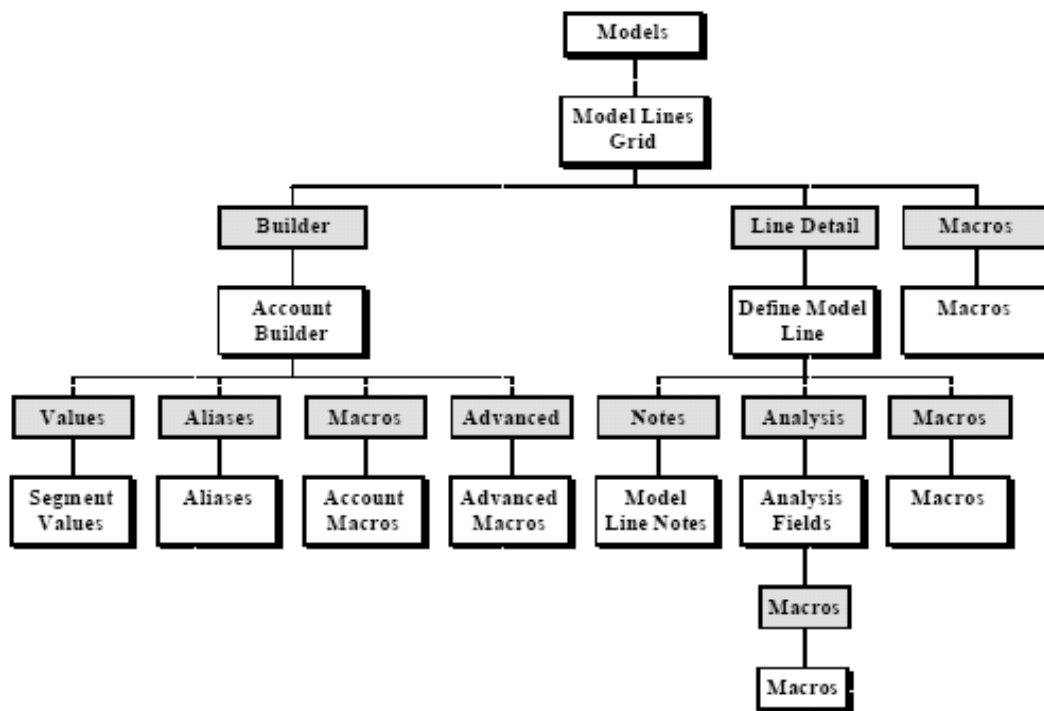 Models
Model Lines
Grid
Builder
Line Detail
Macros
Account
Builder
Define Model
Line
Macros
Values
Aliases
Macros
Advanced
Notes
Analysis
Macros
Segment
Values
Aliases
Account
Macros
Advanced
Macros
Model
Line Notes
Analysis
Fields
Macros
Macros
Macros